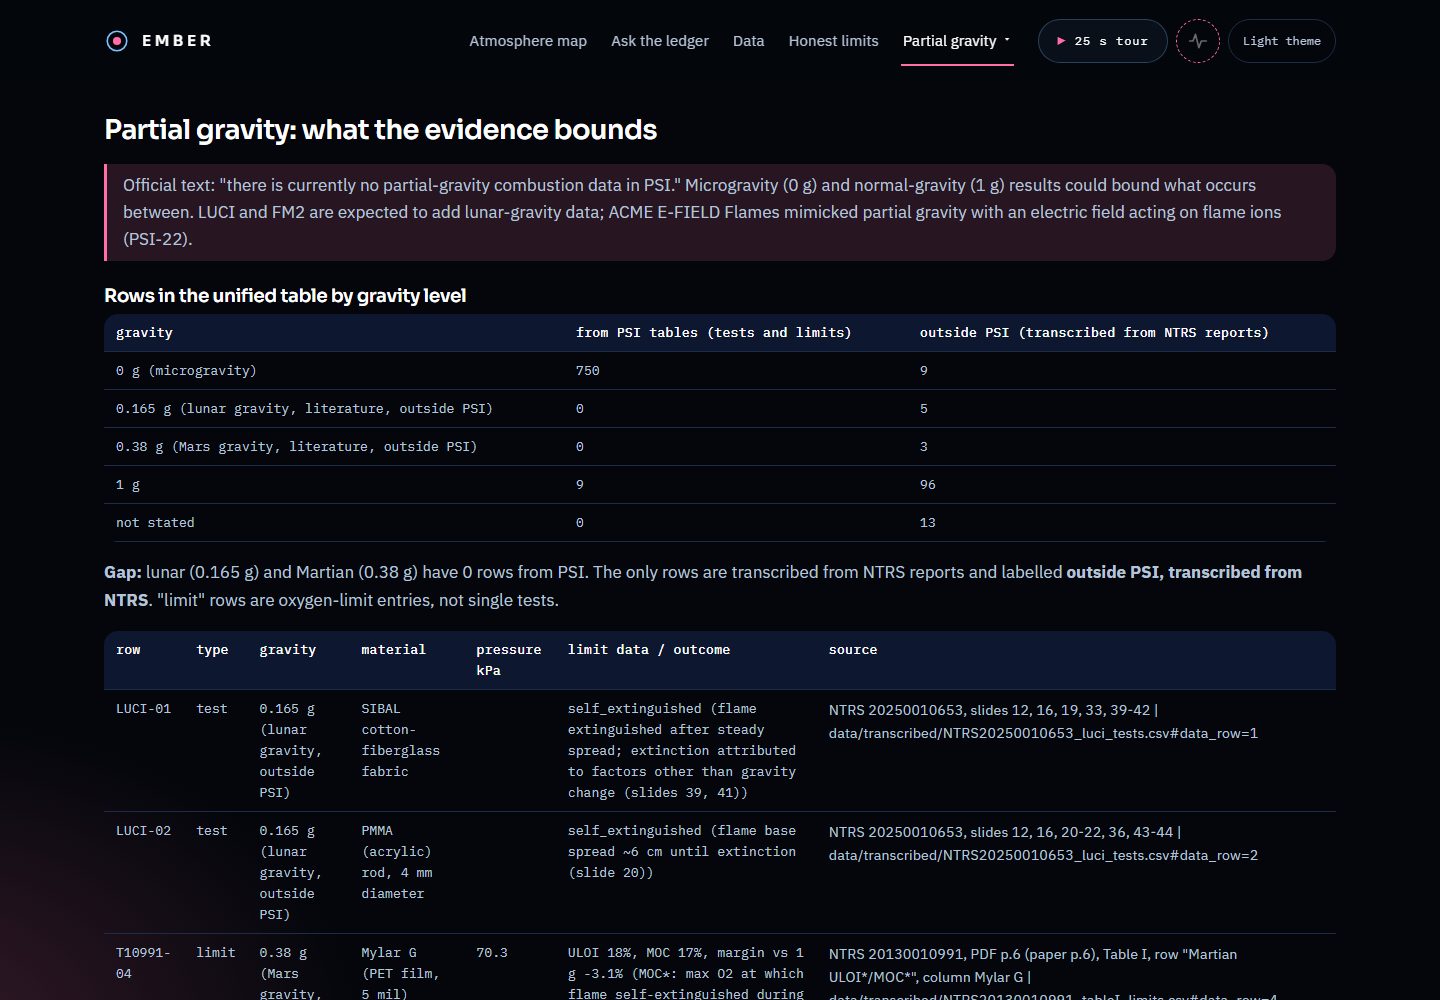 EMBER
Atmosphere map Ask the ledger Data Honest limits Partial gravity 25 s tour Light theme
Partial gravity: what the evidence bounds
Official text: "there is currently no partial-gravity combustion data in PSI." Microgravity (0 g) and normal-gravity (1 g) results could bound what occurs
between. LUCI and FM2 are expected to add lunar-gravity data; ACME E-FIELD Flames mimicked partial gravity with an electric field acting on flame ions
(PSI-22).
Rows in the unified table by gravity level
gravity from PSI tables (tests and limits) outside PSI (transcribed from NTRS reports)
0 g (microgravity) 750 9
0.165 g (lunar gravity, literature, outside PSI) 0 5
0.38 g (Mars gravity, literature, outside PSI) 0 3
1 g 9 96
not stated 0 13
Gap: lunar (0.165 g) and Martian (0.38 g) have 0 rows from PSI. The only rows are transcribed from NTRS reports and labelled outside PSI, transcribed from
NTRS. "limit" rows are oxygen-limit entries, not single tests.
row type gravity material pressure limit data / outcome source
kPa
LUCI-01 test 0.165 g SIBAL self_extinguished (flame NTRS 20250010653, slides 12, 16, 19, 33, 39-42 |
(lunar cotton- extinguished after steady data/transcribed/NTRS20250010653_luci_tests.csv#data_row=1
gravity, fiberglass spread; extinction attributed
outside fabric to factors other than gravity
PSI) change (slides 39, 41))
LUCI-02 test 0.165 g PMMA self_extinguished (flame base NTRS 20250010653, slides 12, 16, 20-22, 36, 43-44 |
(lunar (acrylic) spread ~6 cm until extinction data/transcribed/NTRS20250010653_luci_tests.csv#data_row=2
gravity, rod, 4 mm (slide 20))
outside diameter
PSI)
T10991- limit 0.38 g Mylar G 70.3 ULOI 18%, MOC 17%, margin vs 1 NTRS 20130010991, PDF p.6 (paper p.6), Table I, row "Martian
04 (Mars (PET film, g -3.1% (MOC*: max O2 at which ULOI*/MOC*", column Mylar G |
gravity, 5 mil) flame self-extinguished during data/transcribed/NTRS20130010991_tableI_limits.csv#data_row=4